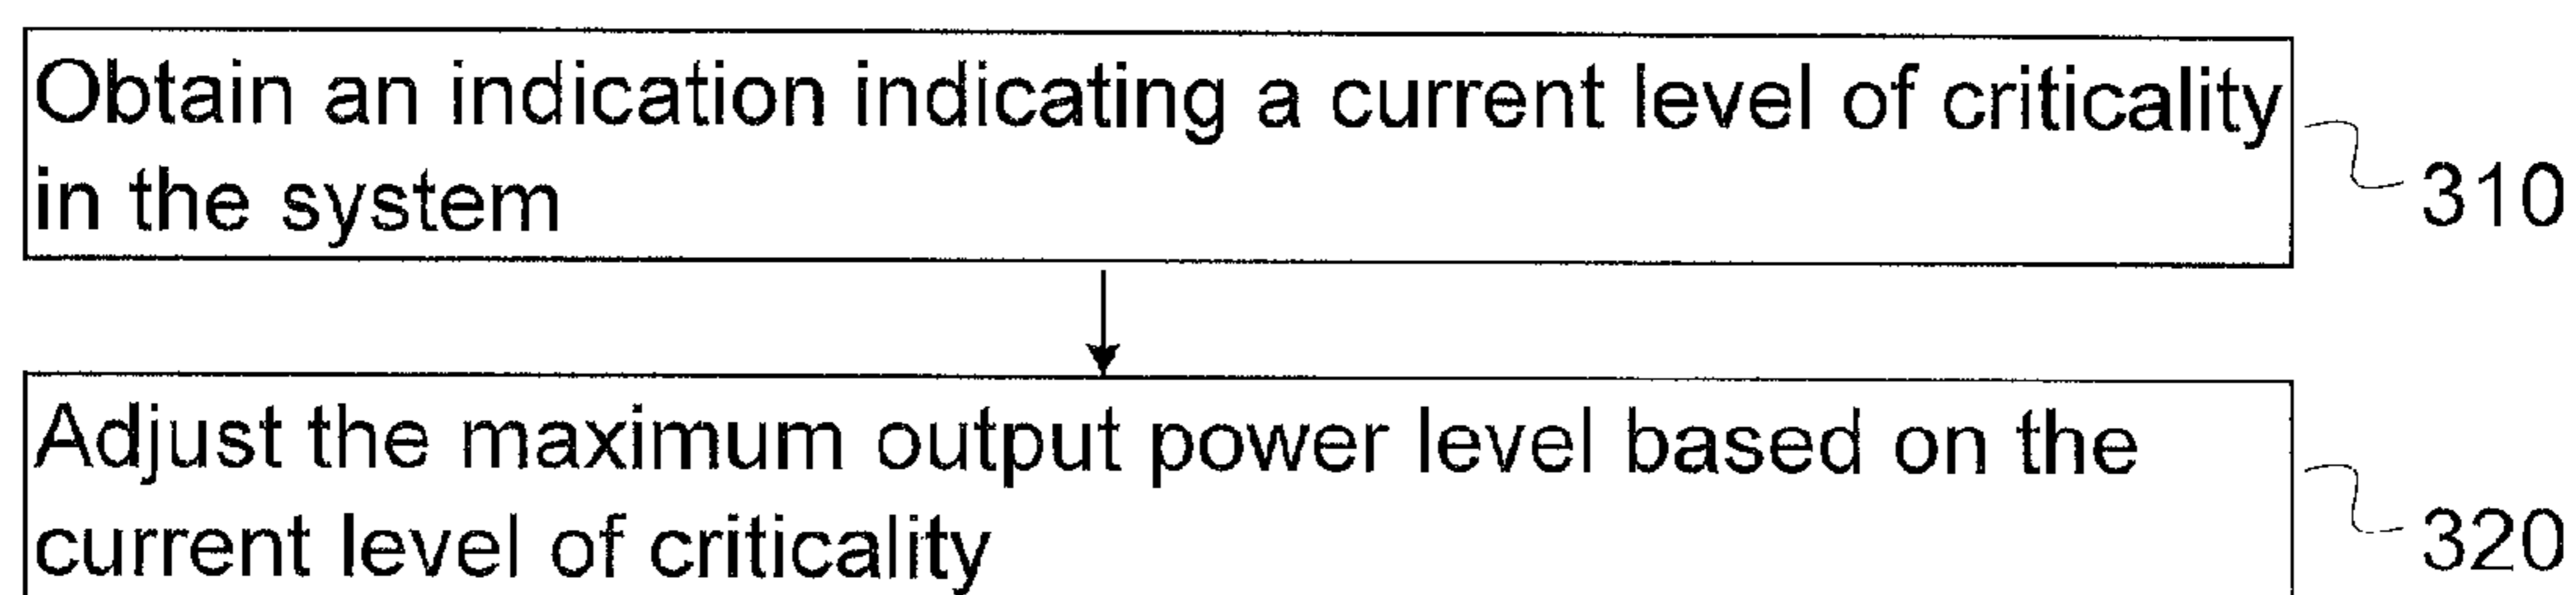 Obtain an indication indicating a current level of criticality
in the system
310
Adjust the maximum output power level based on the
current level of criticality
320